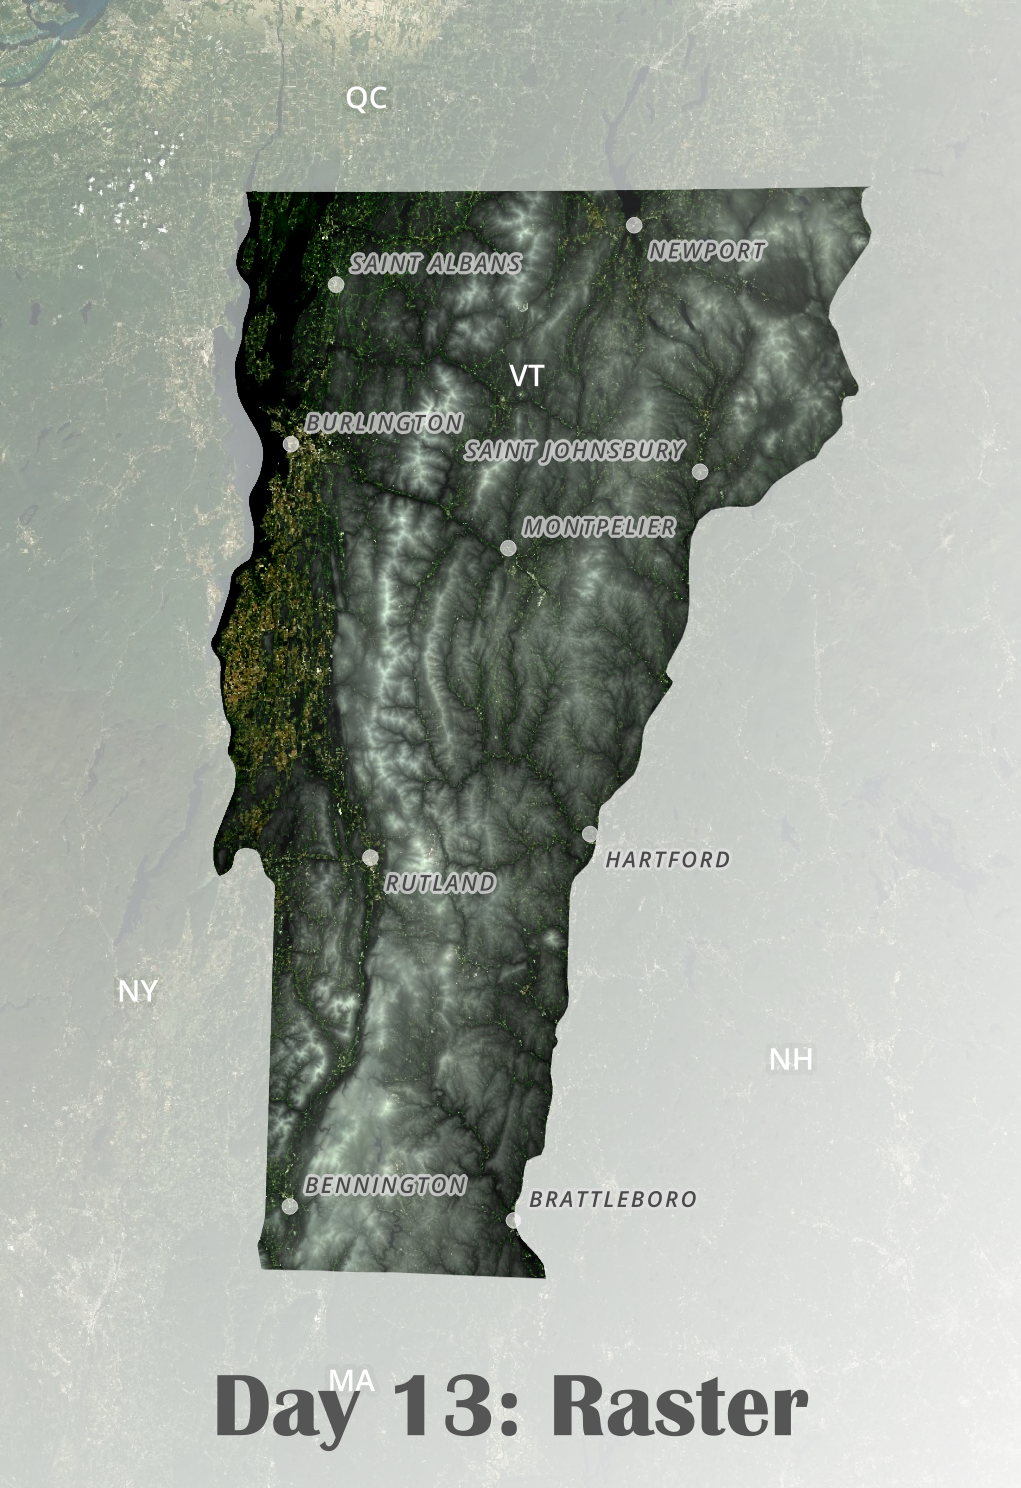 QC
NEWPORT
SAINT ALBANS
VT
BURLINGTON
SAINT JOHNSBURY
MONTPELIER
HARTFORD
RUTLAND
NY
NH
BENNINGTON
BRATTLEBORO
MA
Day 13: Raster